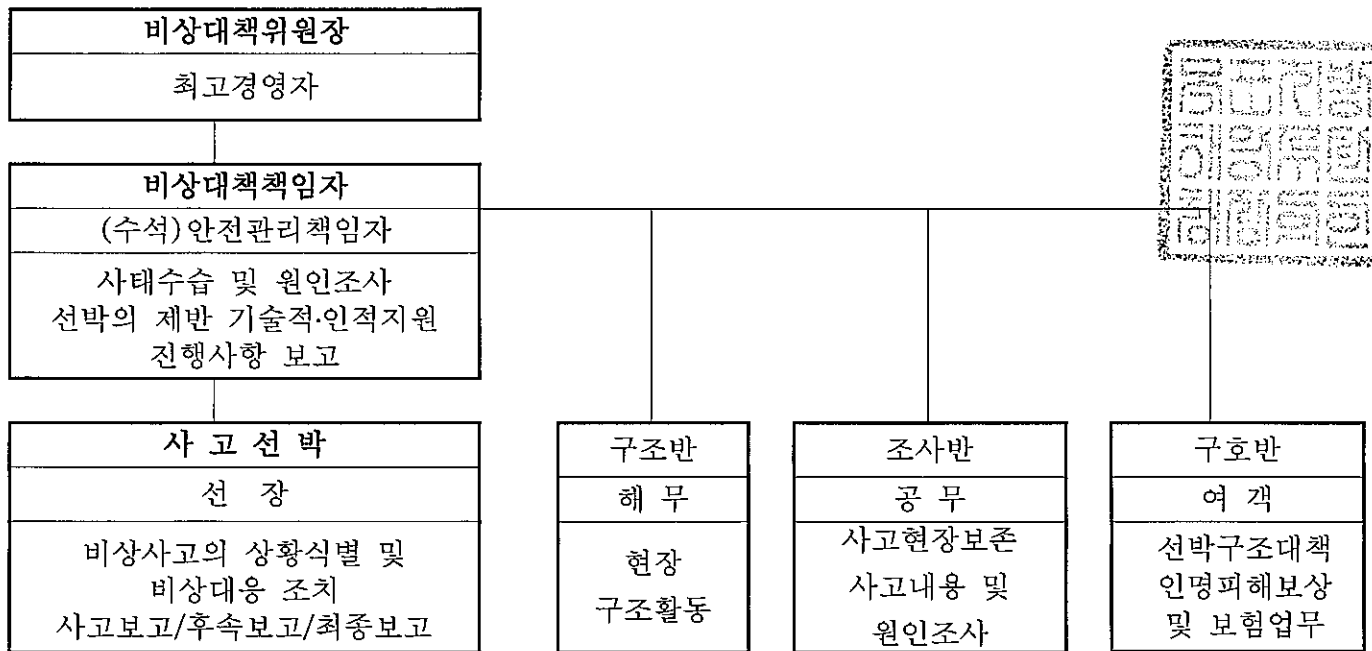 비상대책위원장
최고경영자
비상대책책임자
(수석)안전관리책임자
사태수습 및 원인조사
선박의 제반 기술적·인적지원
진행사항 보고
사 고 선 박
선 장
비상사고의 상황식별 및
비상대응 조치
사고보고/후속보고/최종보고
구조반
해 무
현장
구조활동
조사반
공 무
사고현장보존
사고내용 및
원인조사
구호반
여 객
선박구조대책
인명피해보상
및 보험업무